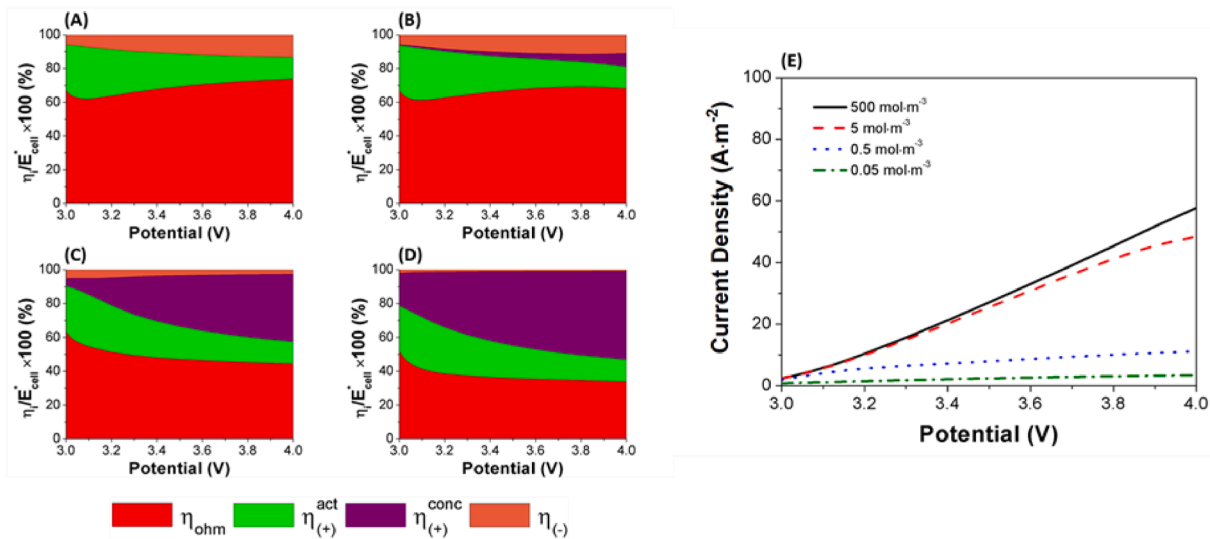 (A)
η_i/E*_cell ×100 (%)
100
80
60
40
20
0
3.0 3.2 3.4 3.6 3.8 4.0
Potential (V)
(B)
η_i/E*_cell ×100 (%)
100
80
60
40
20
0
3.0 3.2 3.4 3.6 3.8 4.0
Potential (V)
(C)
η_i/E*_cell ×100 (%)
100
80
60
40
20
0
3.0 3.2 3.4 3.6 3.8 4.0
Potential (V)
(D)
η_i/E*_cell ×100 (%)
100
80
60
40
20
0
3.0 3.2 3.4 3.6 3.8 4.0
Potential (V)
η_ohm η_(+)^act η_(+)^conc η_(-)
(E)
Current Density (A·m⁻²)
100
80
60
40
20
0
500 mol·m⁻³
5 mol·m⁻³
0.5 mol·m⁻³
0.05 mol·m⁻³
3.0 3.2 3.4 3.6 3.8 4.0
Potential (V)